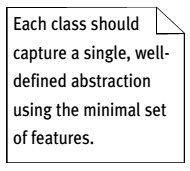 Each class should
capture a single, well-
defined abstraction
using the minimal set
of features.